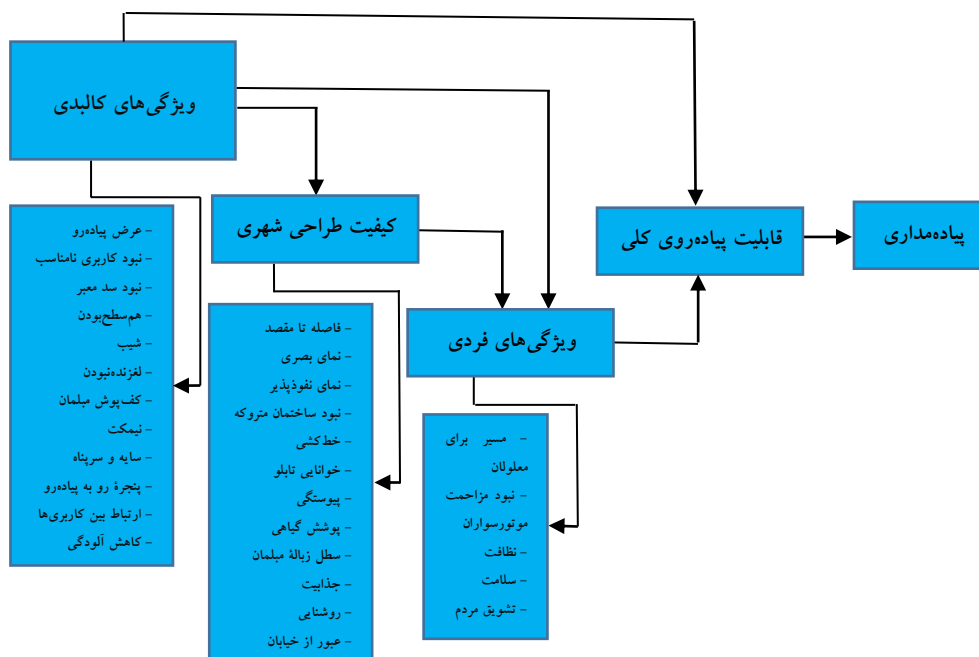 ویژگی‌های کالبدی
کیفیت طراحی شهری
ویژگی‌های فردی
قابلیت پیاده‌روی کلی
پیاده‌مداری
- عرض پیاده‌رو
- نبود کاربری نامتاسب
- نبود سد معبر
- هم‌سطح‌بودن
- شیب
- لغزنده‌نبودن
- کف‌پوش مبلمان
- نیمکت
- سایه و سرپناه
- پنجرۀ رو به پیاده‌رو
- ارتباط بین کاربری‌ها
- کاهش آلودگی
- فاصله تا مقصد
- نمای بصری
- نمای نفوذپذیر
- نبود ساختمان متروکه
- خط‌کشی
- خوانایی تابلو
- پیوستگی
- پوشش گیاهی
- سطل زبالۀ مبلمان
- جذابیت
- روشنایی
- عبور از خیابان
- مسیر برای
معلولان
- نبود مزاحمت
موتورسواران
- نظافت
- سلامت
- تشویق مردم